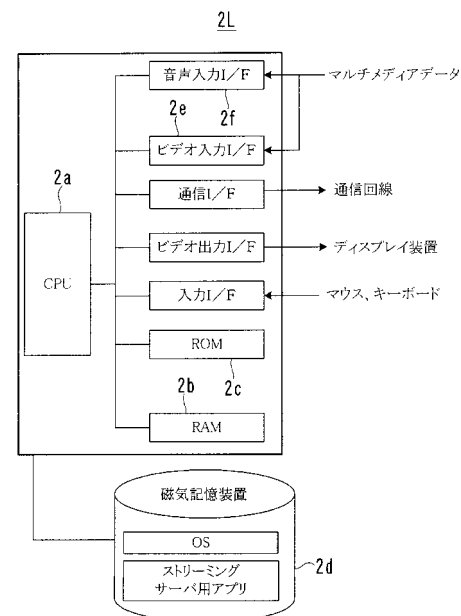 2L
音声入力I/F
マルチメディアデータ
2f
2e
ビデオ入力I/F
2a
通信I/F
通信回線
ビデオ出力I/F
ディスプレイ装置
CPU
入力I/F
マウス、キーボード
ROM
2c
2b
RAM
磁気記憶装置
OS
ストリーミング
サーバ用アプリ
2d